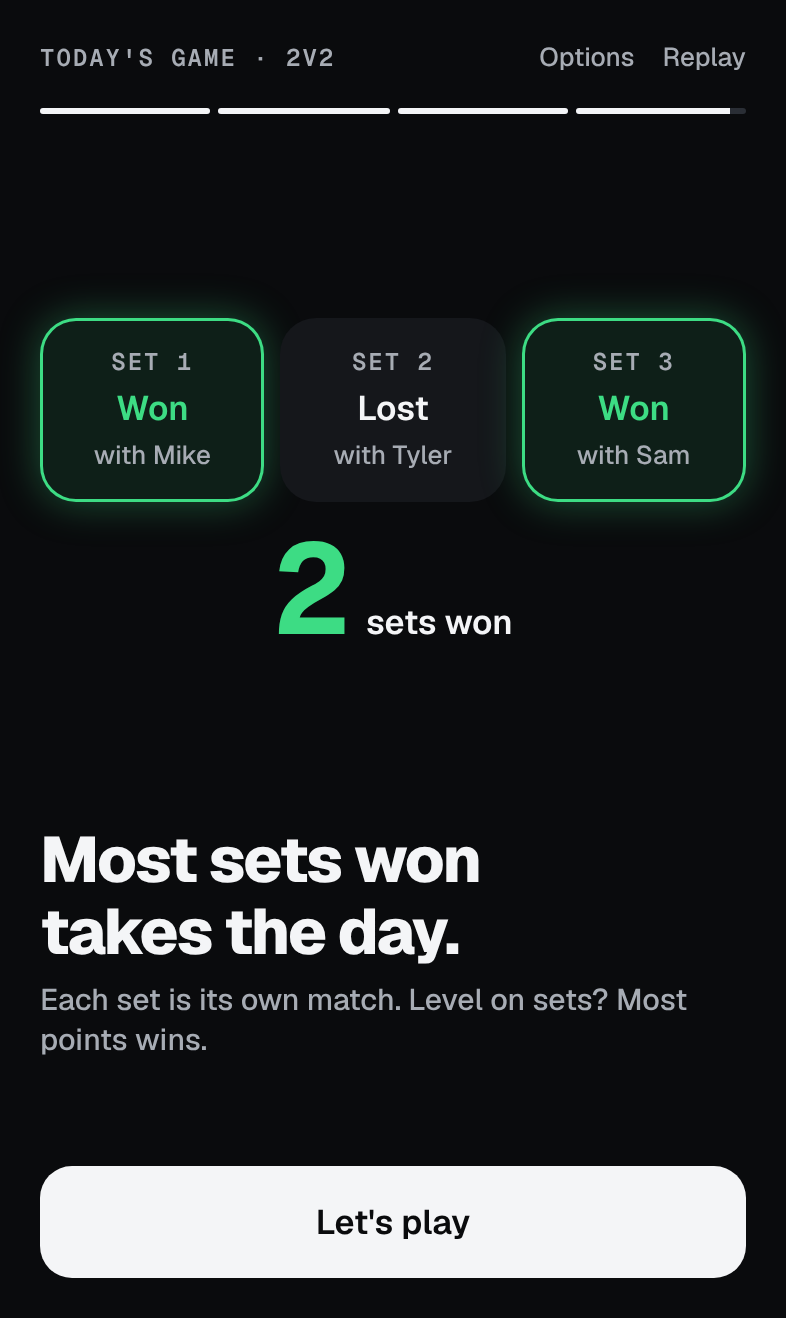 TODAY'S GAME · 2V2
Options
Replay
SET 1
Won
with Mike
SET 2
Lost
with Tyler
SET 3
Won
with Sam
2 sets won
Most sets won
takes the day.
Each set is its own match. Level on sets? Most
points wins.
Let's play